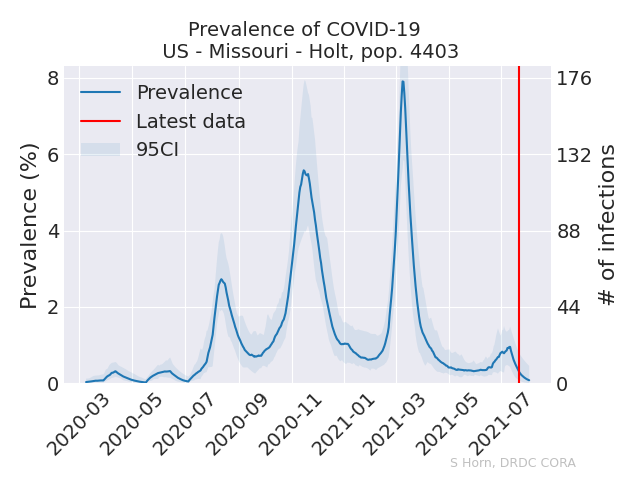 Prevalence of COVID-19
US - Missouri - Holt, pop. 4403
Prevalence
Latest data
95CI
Prevalence (%)
8
6
4
2
0
# of infections
176
132
88
44
0
2020-03
2020-05
2020-07
2020-09
2020-11
2021-01
2021-03
2021-05
2021-07
S Horn, DRDC CORA